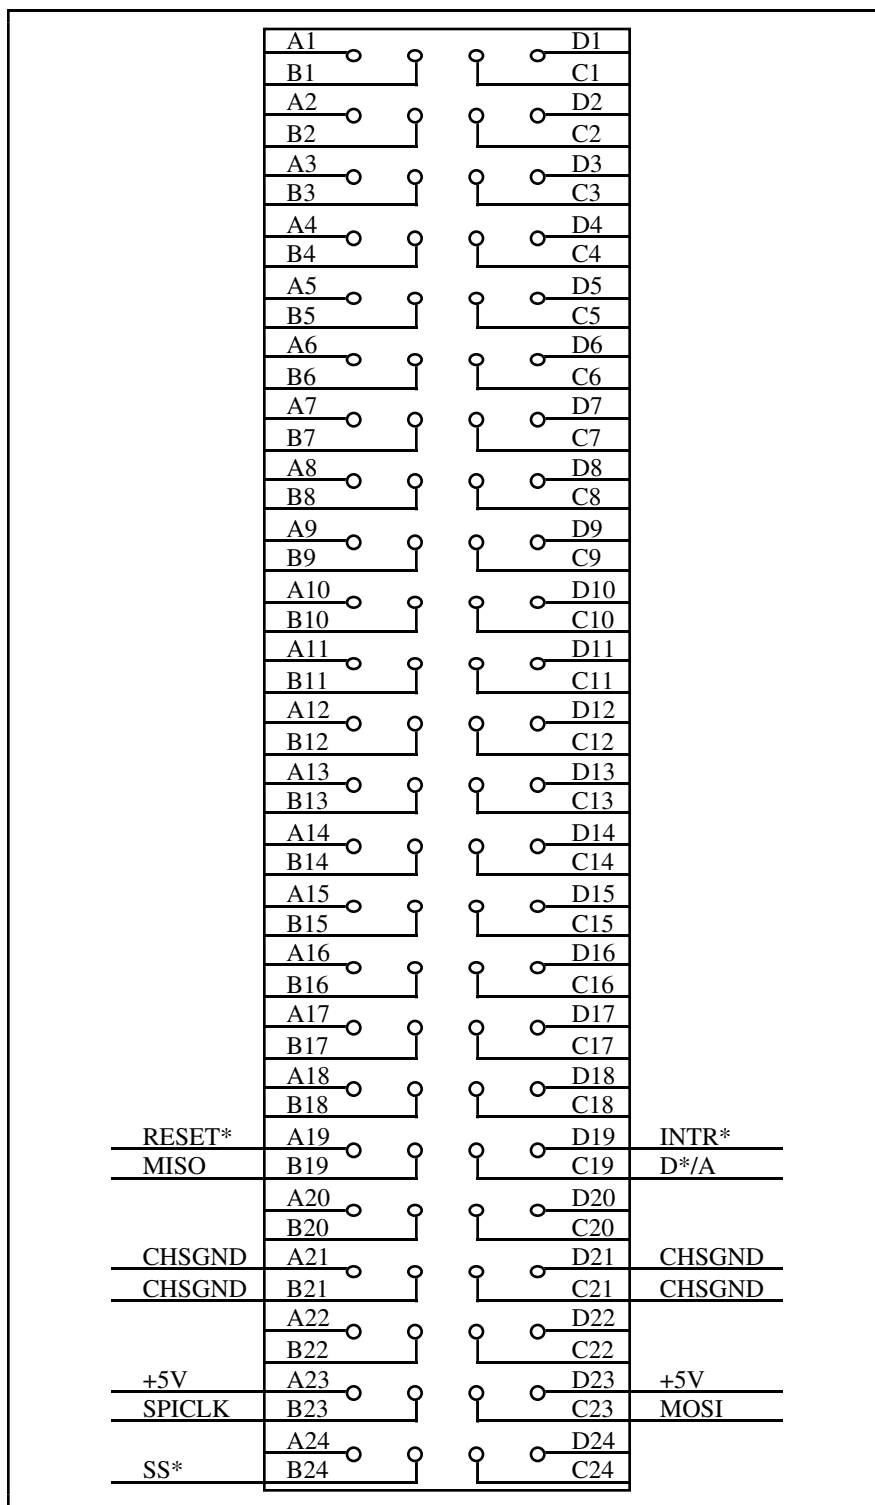 A1 D1
B1 C1
A2 D2
B2 C2
A3 D3
B3 C3
A4 D4
B4 C4
A5 D5
B5 C5
A6 D6
B6 C6
A7 D7
B7 C7
A8 D8
B8 C8
A9 D9
B9 C9
A10 D10
B10 C10
A11 D11
B11 C11
A12 D12
B12 C12
A13 D13
B13 C13
A14 D14
B14 C14
A15 D15
B15 C15
A16 D16
B16 C16
A17 D17
B17 C17
A18 D18
B18 C18
RESET* A19 D19 INTR*
MISO B19 C19 D*/A
A20 D20
B20 C20
CHSGND A21 D21 CHSGND
CHSGND B21 C21 CHSGND
A22 D22
B22 C22
+5V A23 D23 +5V
SPICLK B23 C23 MOSI
A24 D24
SS* B24 C24